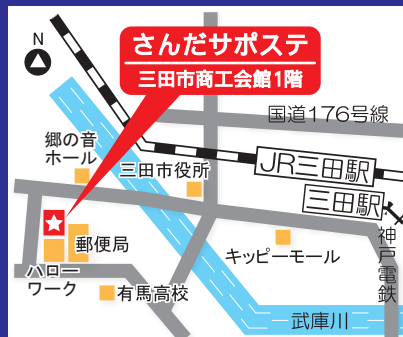 さんだサポステ
三田市商工会館1階
N
国道176号線
郷の音
ホール
三田市役所
JR三田駅
三田駅
神戸電鉄
郵便局
キッピーモール
ハロー
ワーク
有馬高校
武庫川